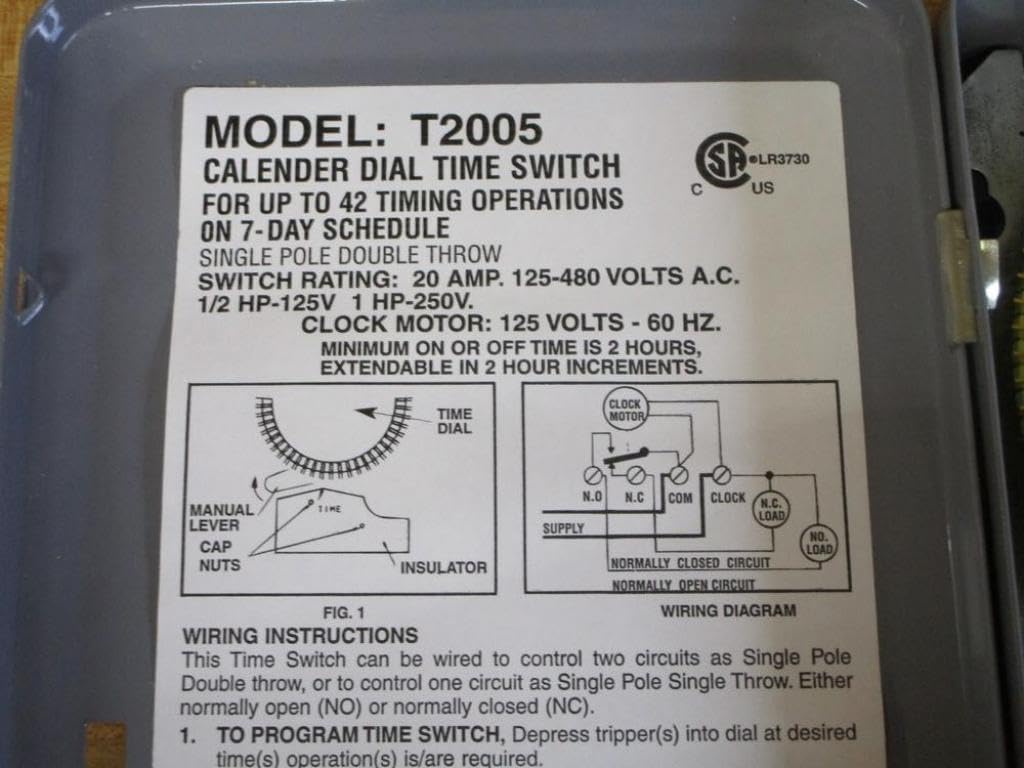 MODEL: T2005
CALENDER DIAL TIME SWITCH
FOR UP TO 42 TIMING OPERATIONS
ON 7-DAY SCHEDULE
SINGLE POLE DOUBLE THROW
SWITCH RATING: 20 AMP. 125-480 VOLTS A.C.
1/2 HP-125V 1 HP-250V.
CLOCK MOTOR: 125 VOLTS - 60 HZ.
MINIMUM ON OR OFF TIME IS 2 HOURS,
EXTENDABLE IN 2 HOUR INCREMENTS.
SA
LR3730
C US
TIME
DIAL
MANUAL
LEVER
TIME
CAP
NUTS
INSULATOR
FIG. 1
CLOCK
MOTOR
N.O
N.C
COM
CLOCK
SUPPLY
N.C.
LOAD
NO.
LOAD
NORMALLY CLOSED CIRCUIT
NORMALLY OPEN CIRCUIT
WIRING DIAGRAM
WIRING INSTRUCTIONS
This Time Switch can be wired to control two circuits as Single Pole
Double throw, or to control one circuit as Single Pole Single Throw. Either
normally open (NO) or normally closed (NC).
1. TO PROGRAM TIME SWITCH, Depress tripper(s) into dial at desired
time(s) operation(s) is/are required.